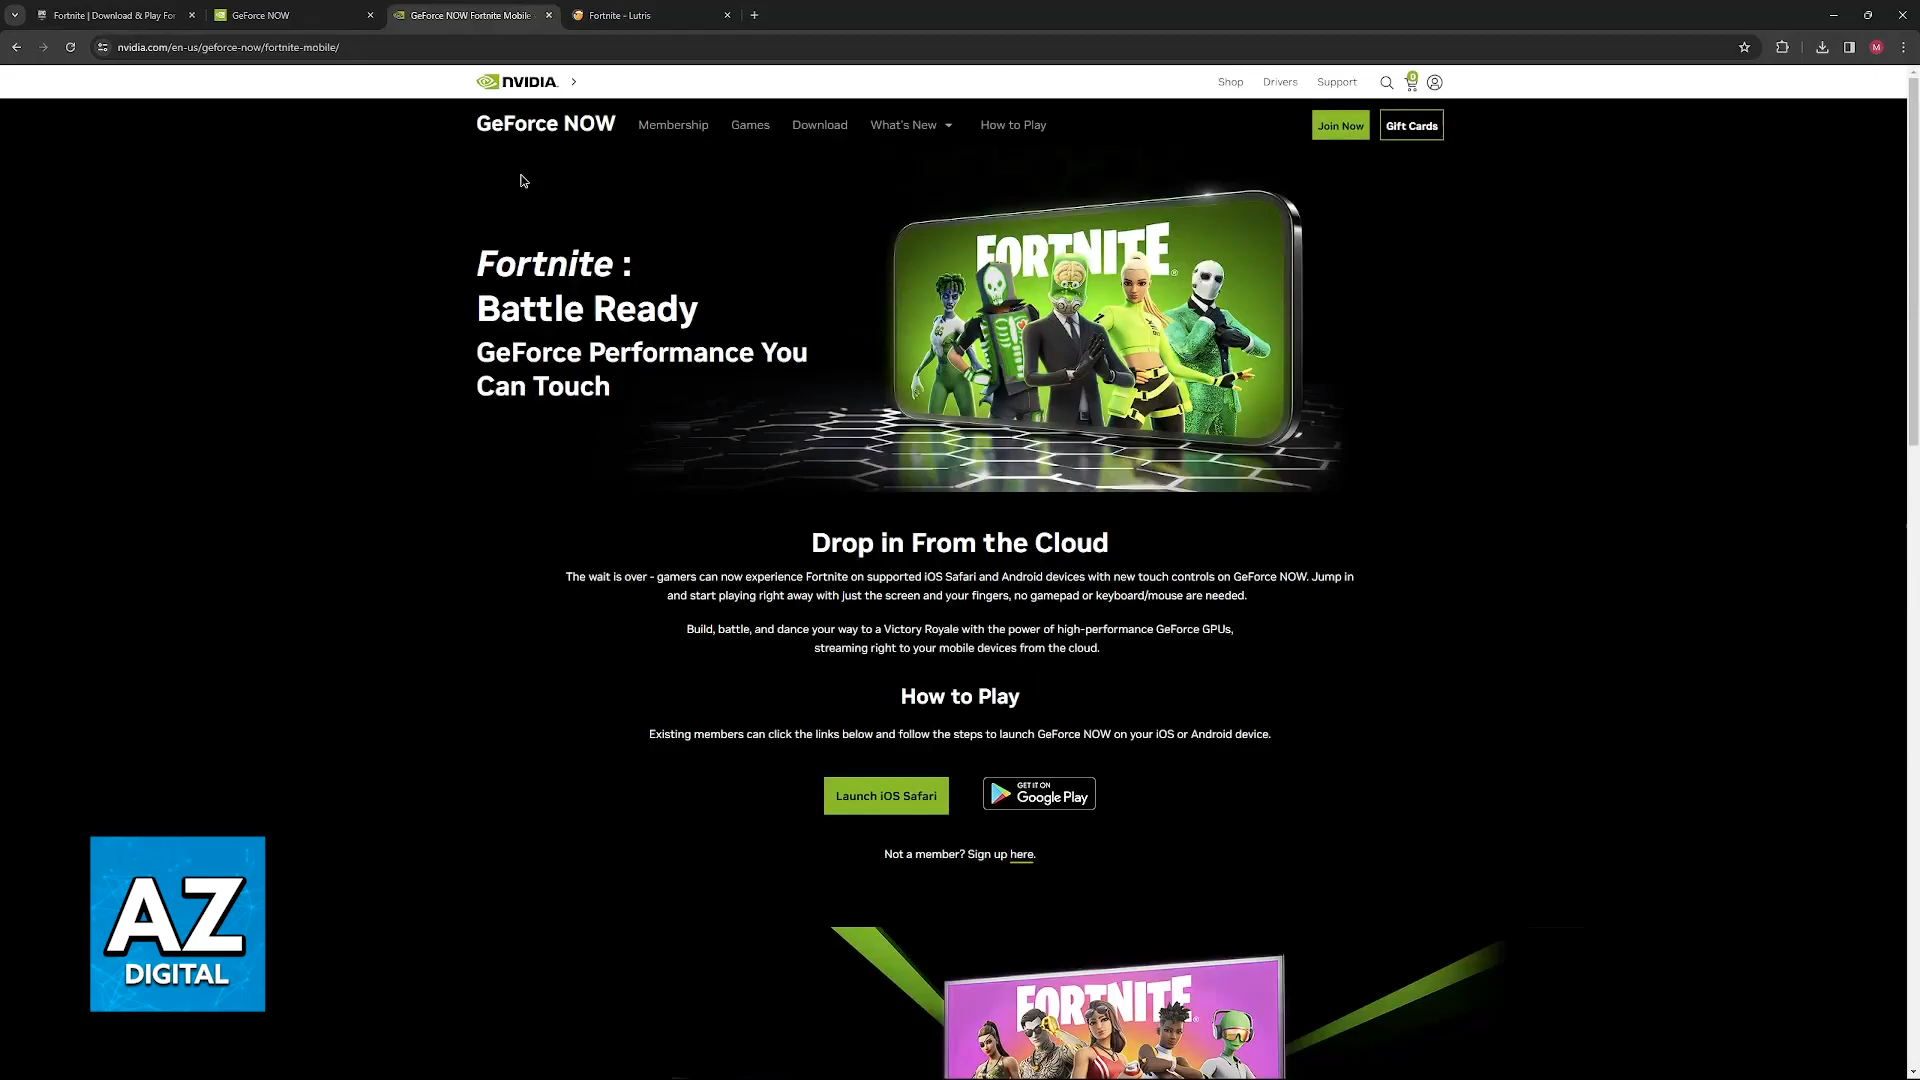 Fortnite | Download & Play For
GeForce NOW
GeForce NOW Fortnite Mobile
Fortnite - Lutris
nvidia.com/en-us/geforce-now/fortnite-mobile/
M
NVIDIA.
Shop
Drivers
Support
0
GeForce NOW
Membership
Games
Download
What's New
How to Play
Join Now
Gift Cards
Fortnite :
Battle Ready
GeForce Performance You
Can Touch
FORTNITE
Drop in From the Cloud
The wait is over - gamers can now experience Fortnite on supported iOS Safari and Android devices with new touch controls on GeForce NOW. Jump in
and start playing right away with just the screen and your fingers, no gamepad or keyboard/mouse are needed.
Build, battle, and dance your way to a Victory Royale with the power of high-performance GeForce GPUs,
streaming right to your mobile devices from the cloud.
How to Play
Existing members can click the links below and follow the steps to launch GeForce NOW on your iOS or Android device.
Launch iOS Safari
GET IT ON
Google Play
Not a member? Sign up here.
AZ
DIGITAL
FORTNITE